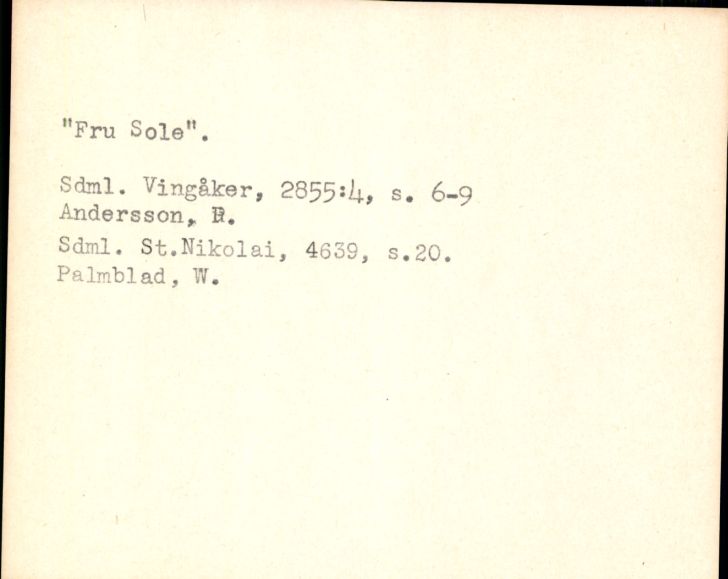 "Fru Sole".
Sdml. Vingåker, 2855:4, s. 6-9
Andersson,
Sdml. St.Nikolai, 4639, s.20.
Palmblad, W.